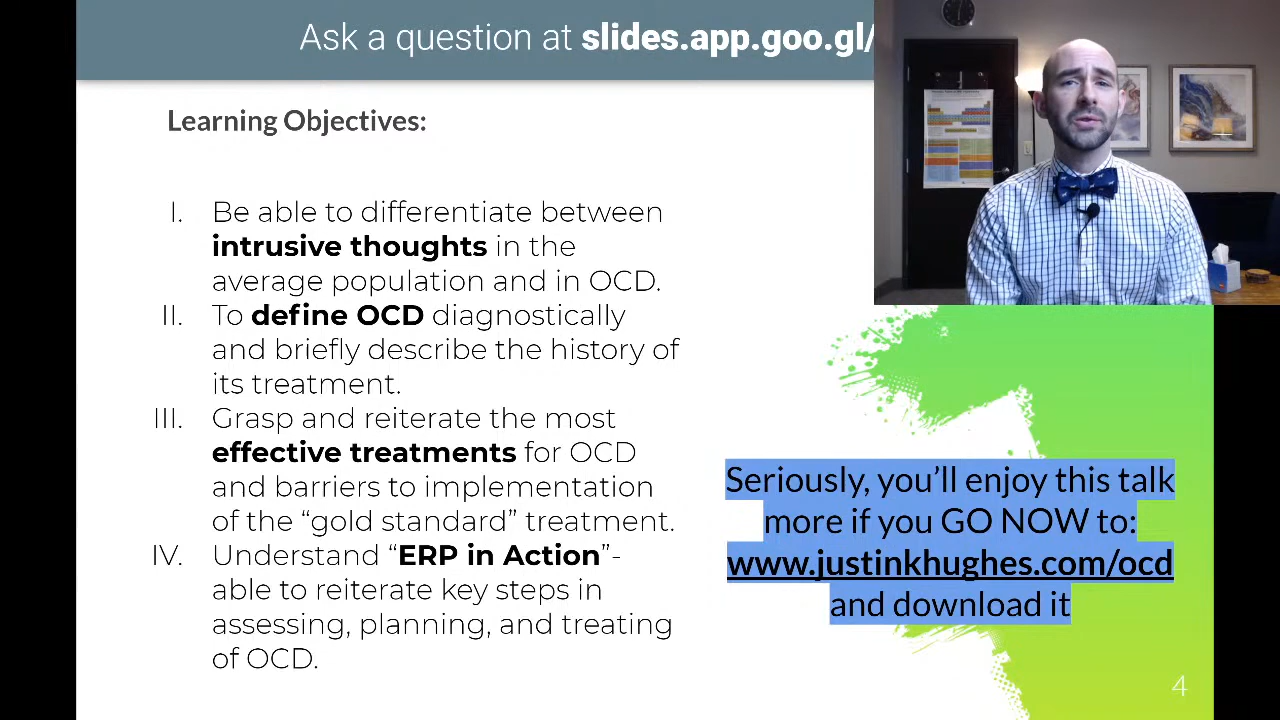 Ask a question at slides.app.goo.gl/
Learning Objectives:
I. Be able to differentiate between
intrusive thoughts in the
average population and in OCD.
II. To define OCD diagnostically
and briefly describe the history of
its treatment.
III. Grasp and reiterate the most
effective treatments for OCD
and barriers to implementation
of the “gold standard” treatment.
IV. Understand “ERP in Action”-
able to reiterate key steps in
assessing, planning, and treating
of OCD.
Seriously, you’ll enjoy this talk
more if you GO NOW to:
www.justinkhughes.com/ocd
and download it
4